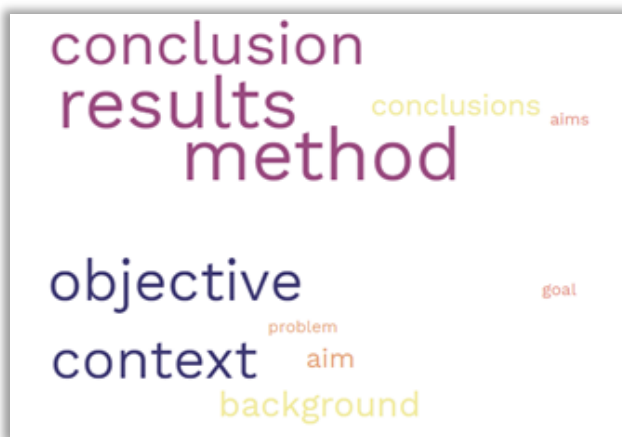 conclusion
results
conclusions
aims
method
objective
goal
problem
context
aim
background